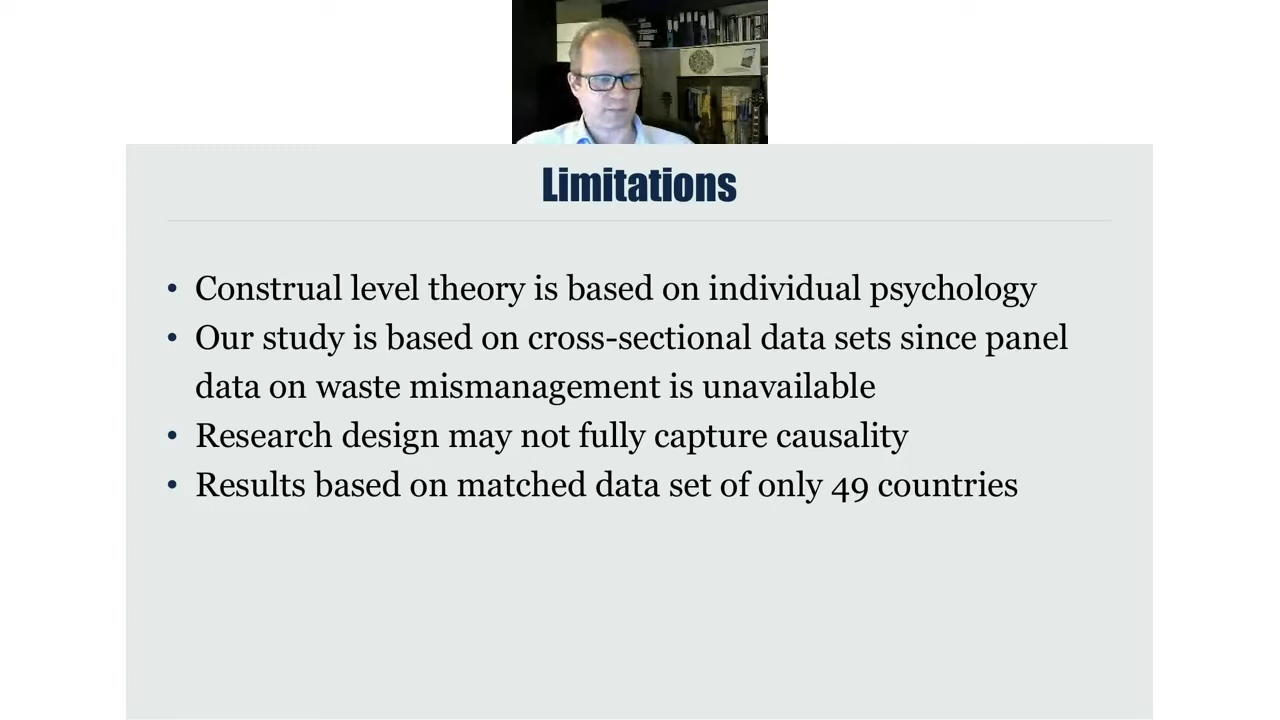 Limitations
• Construal level theory is based on individual psychology
• Our study is based on cross-sectional data sets since panel
data on waste mismanagement is unavailable
• Research design may not fully capture causality
• Results based on matched data set of only 49 countries